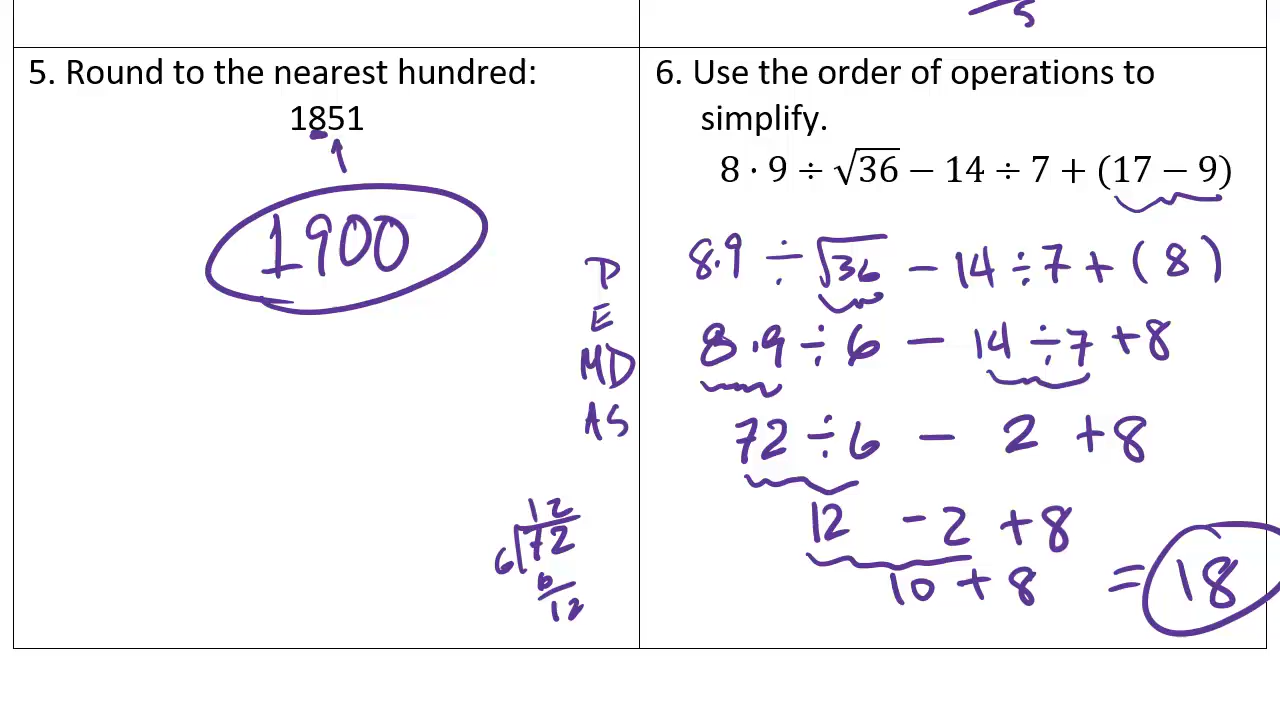 5
5. Round to the nearest hundred:
1851
1900
6. Use the order of operations to
simplify.
8 · 9 ÷ √36 − 14 ÷ 7 + (17 − 9)
8.9 ÷ √36 − 14 ÷ 7 + (8)
8.9 ÷ 6 − 14 ÷ 7 + 8
72 ÷ 6 − 2 + 8
12 − 2 + 8
10 + 8 = 18
P
E
MD
AS
12
6 72
6
12